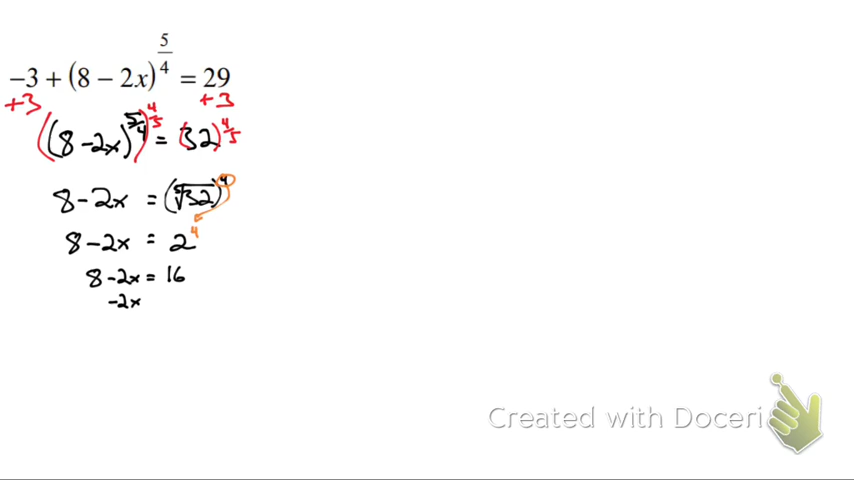 −3 + (8 − 2x)^(5/4) = 29
+3 +3
((8 − 2x)^(5/4))^(4/5) = (32)^(4/5)
8 − 2x = (⁵√32)^4
8 − 2x = 2^4
8 − 2x = 16
−2x
Created with Doceri